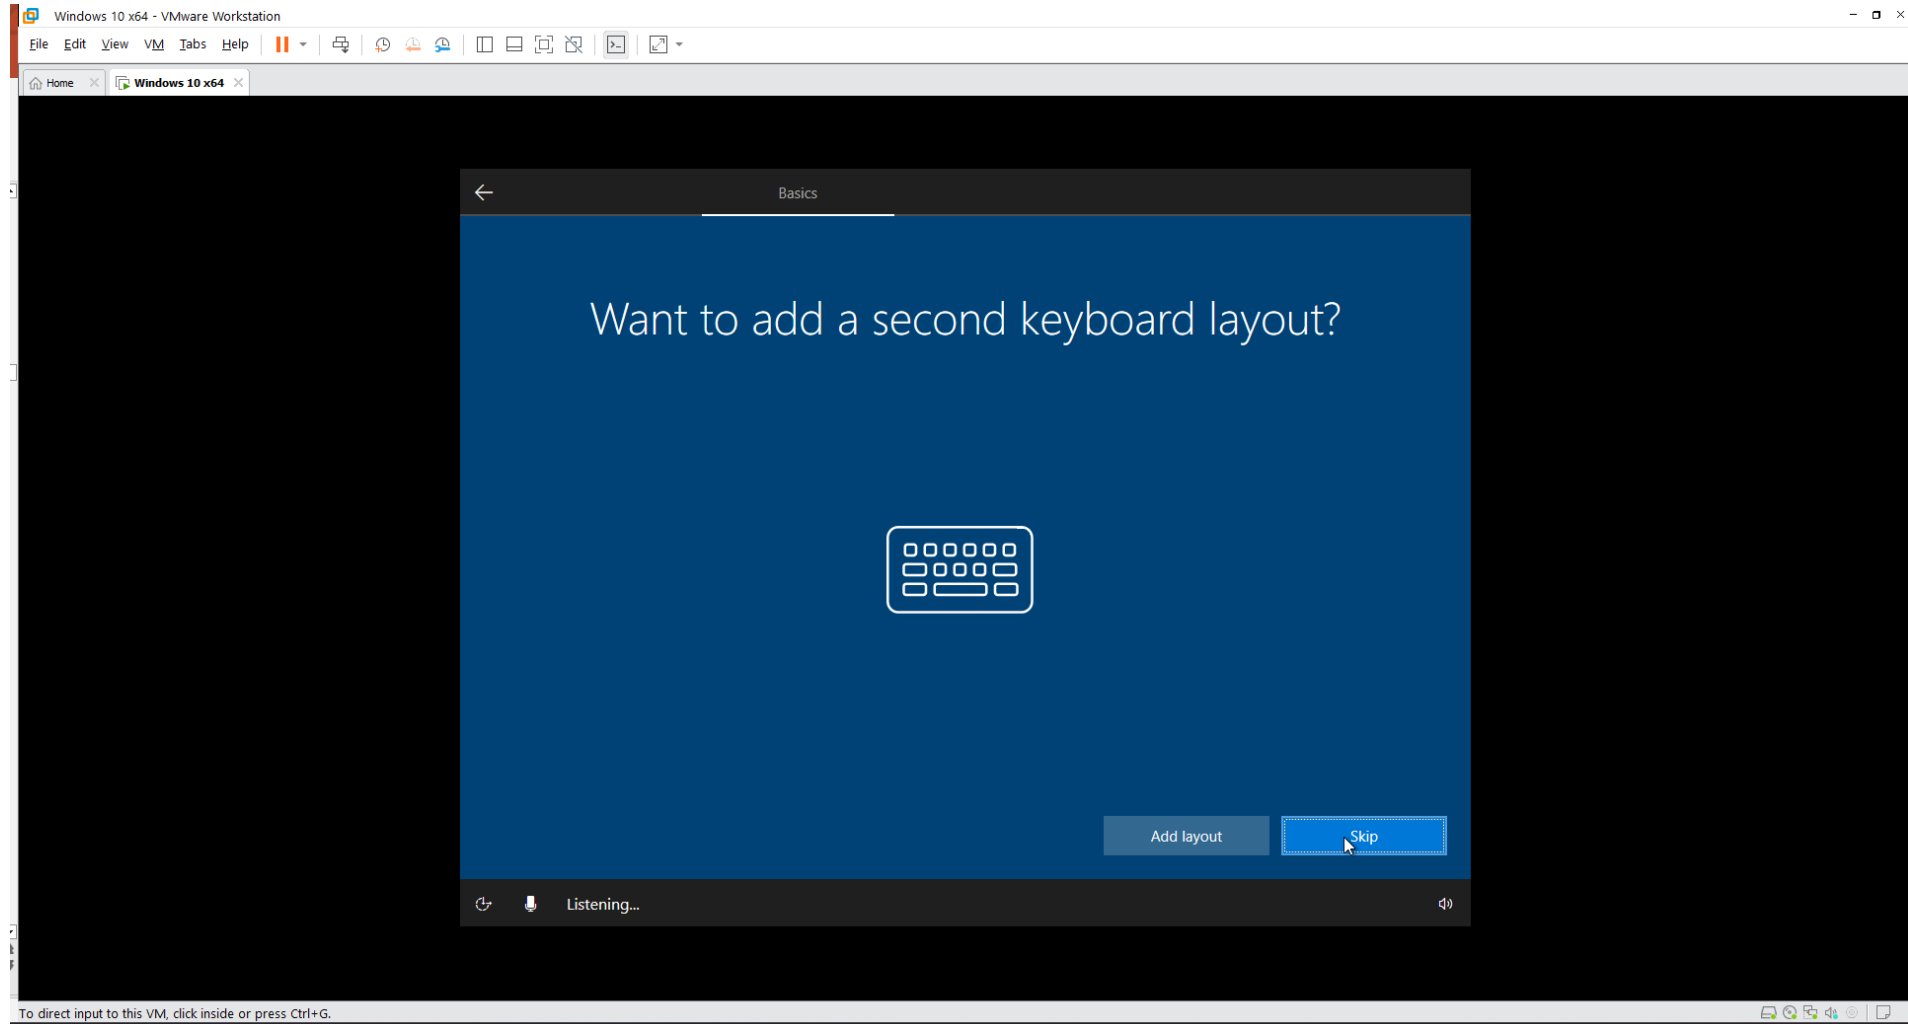 Windows 10 x64 - VMware Workstation
File Edit View VM Tabs Help
Home
Windows 10 x64
Basics
Want to add a second keyboard layout?
Add layout
Skip
Listening...
To direct input to this VM, click inside or press Ctrl+G.